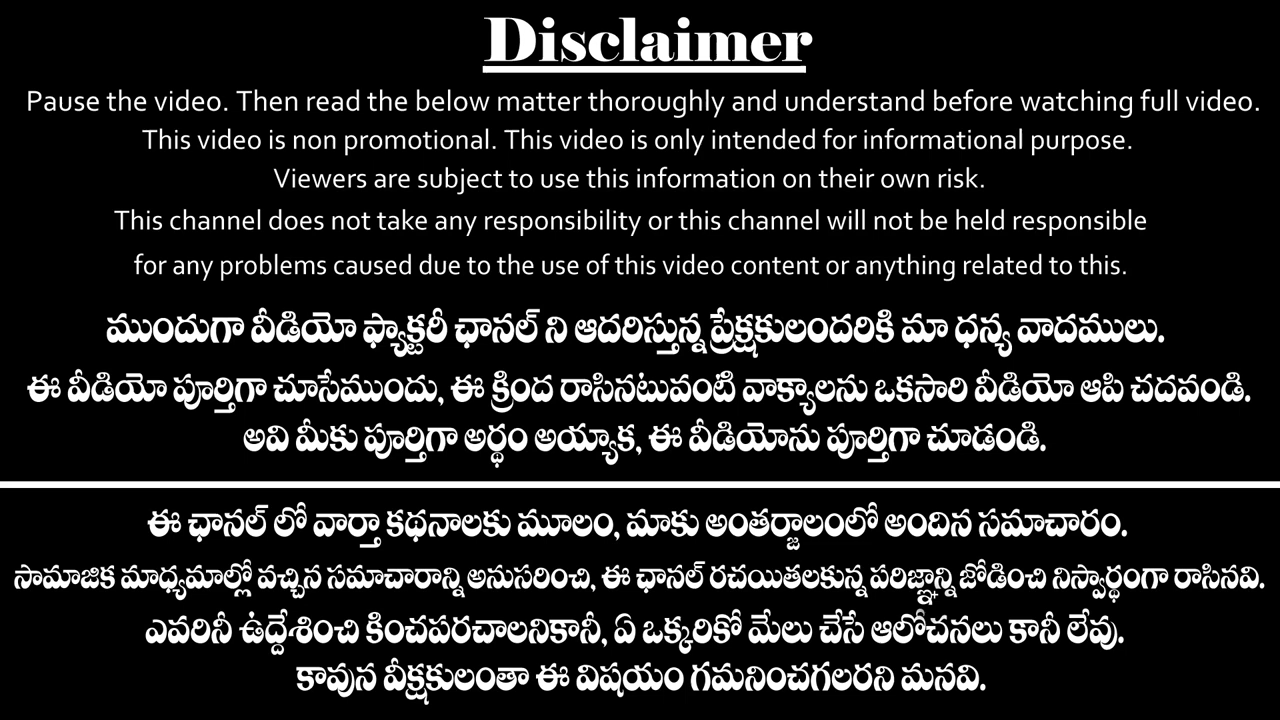 Disclaimer
Pause the video. Then read the below matter thoroughly and understand before watching full video.
This video is non promotional. This video is only intended for informational purpose.
Viewers are subject to use this information on their own risk.
This channel does not take any responsibility or this channel will not be held responsible
for any problems caused due to the use of this video content or anything related to this.
ముందుగా వీడియో ఫ్యాక్టరీ ఛానల్ ని ఆదరిస్తున్న ప్రేక్షకులందరికి మా ధన్య వాదములు.
ఈ వీడియో పూర్తిగా చూసేముందు, ఈ క్రింద రాసినటువంటి వాక్యాలను ఒకసారి వీడియో ఆపి చదవండి.
అవి మీకు పూర్తిగా అర్థం అయ్యాక, ఈ వీడియోను పూర్తిగా చూడండి.
ఈ ఛానల్ లో వార్తా కథనాలకు మూలం, మాకు అంతర్జాలంలో అందిన సమాచారం.
సామాజిక మాధ్యమాల్లో వచ్చిన సమాచారాన్ని అనుసరించి, ఈ ఛానల్ రచయితలకున్న పరిజ్ఞాన్ని జోడించి నిస్వార్థంగా రాసినవి.
ఎవరినీ ఉద్దేశించి కించపరచాలనికానీ, ఏ ఒక్కరికో మేలు చేసే ఆలోచనలు కానీ లేవు.
కావున వీక్షకులంతా ఈ విషయం గమనించగలరని మనవి.